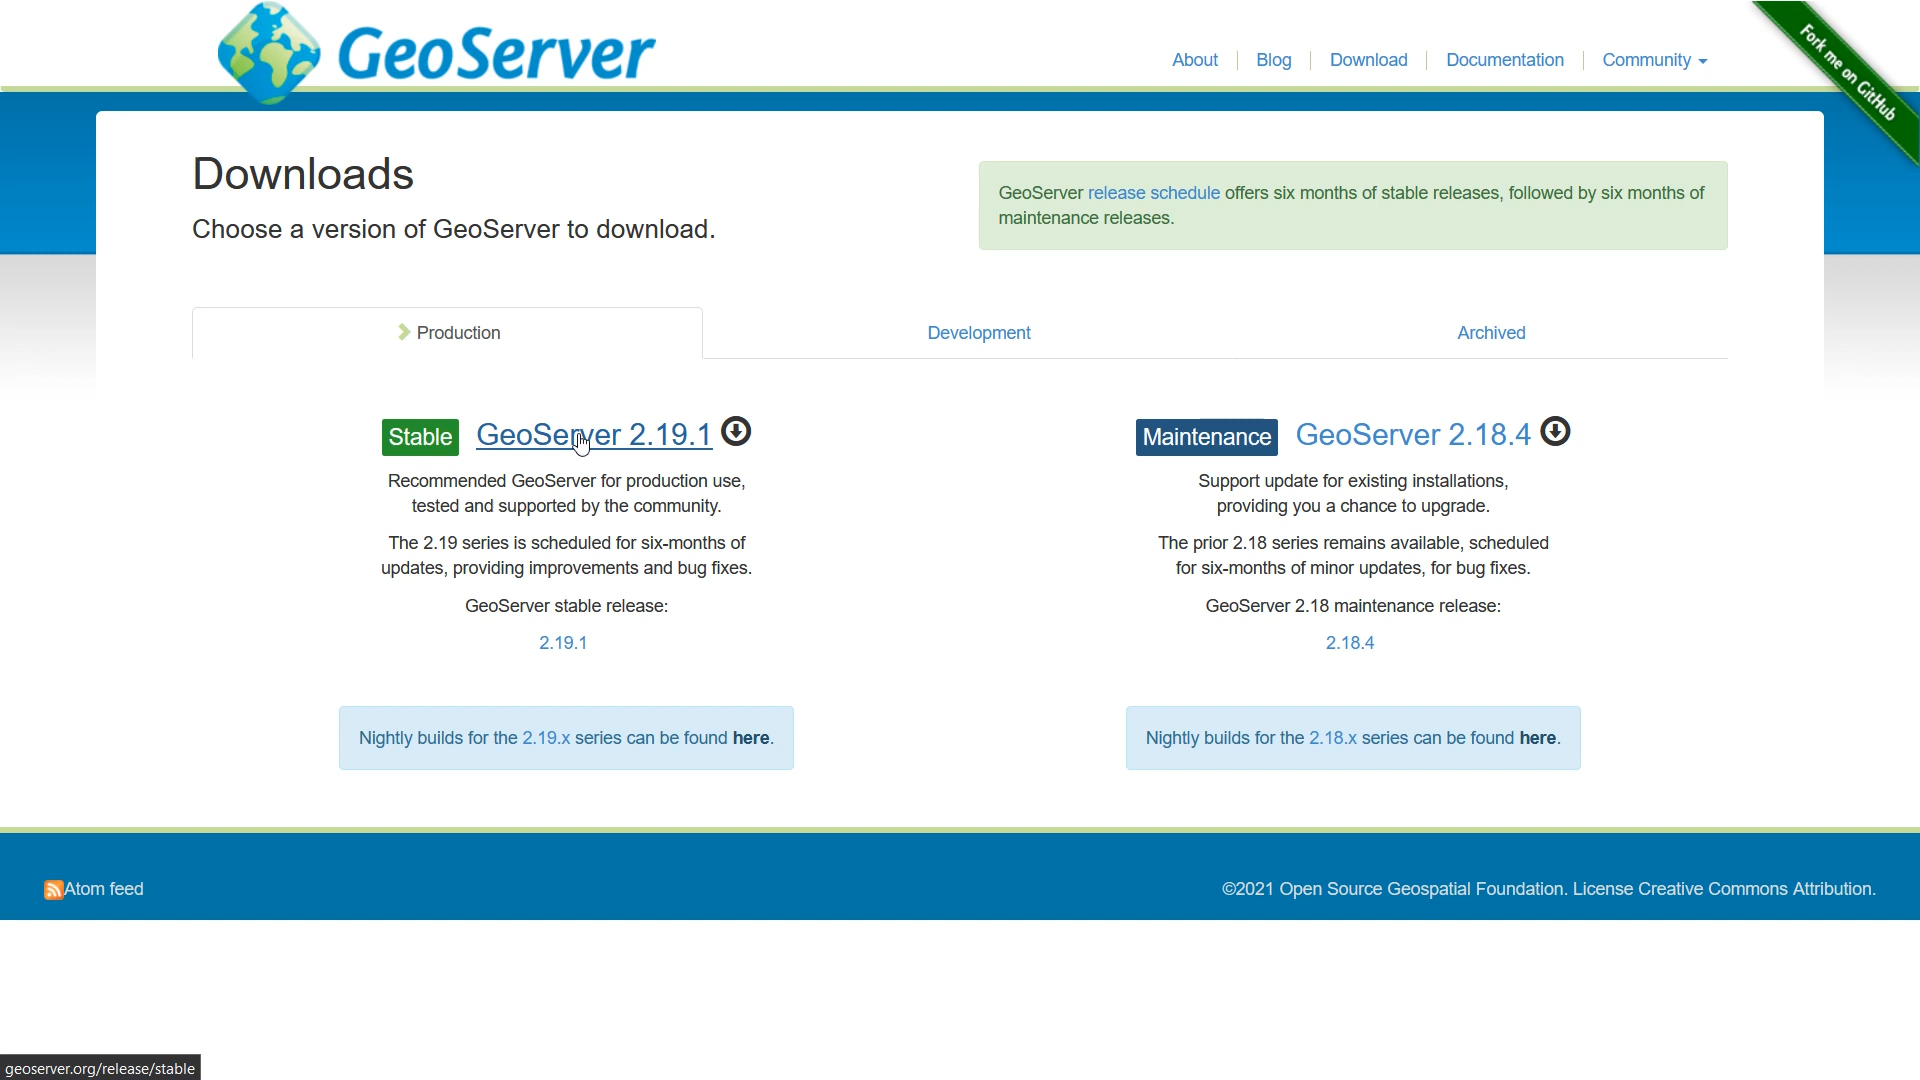 GeoServer
About
Blog
Download
Documentation
Community
Fork me on GitHub
Downloads
Choose a version of GeoServer to download.
GeoServer release schedule offers six months of stable releases, followed by six months of
maintenance releases.
Production
Development
Archived
Stable GeoServer 2.19.1
Recommended GeoServer for production use,
tested and supported by the community.
The 2.19 series is scheduled for six-months of
updates, providing improvements and bug fixes.
GeoServer stable release:
2.19.1
Nightly builds for the 2.19.x series can be found here.
Maintenance GeoServer 2.18.4
Support update for existing installations,
providing you a chance to upgrade.
The prior 2.18 series remains available, scheduled
for six-months of minor updates, for bug fixes.
GeoServer 2.18 maintenance release:
2.18.4
Nightly builds for the 2.18.x series can be found here.
Atom feed
©2021 Open Source Geospatial Foundation. License Creative Commons Attribution.
geoserver.org/release/stable